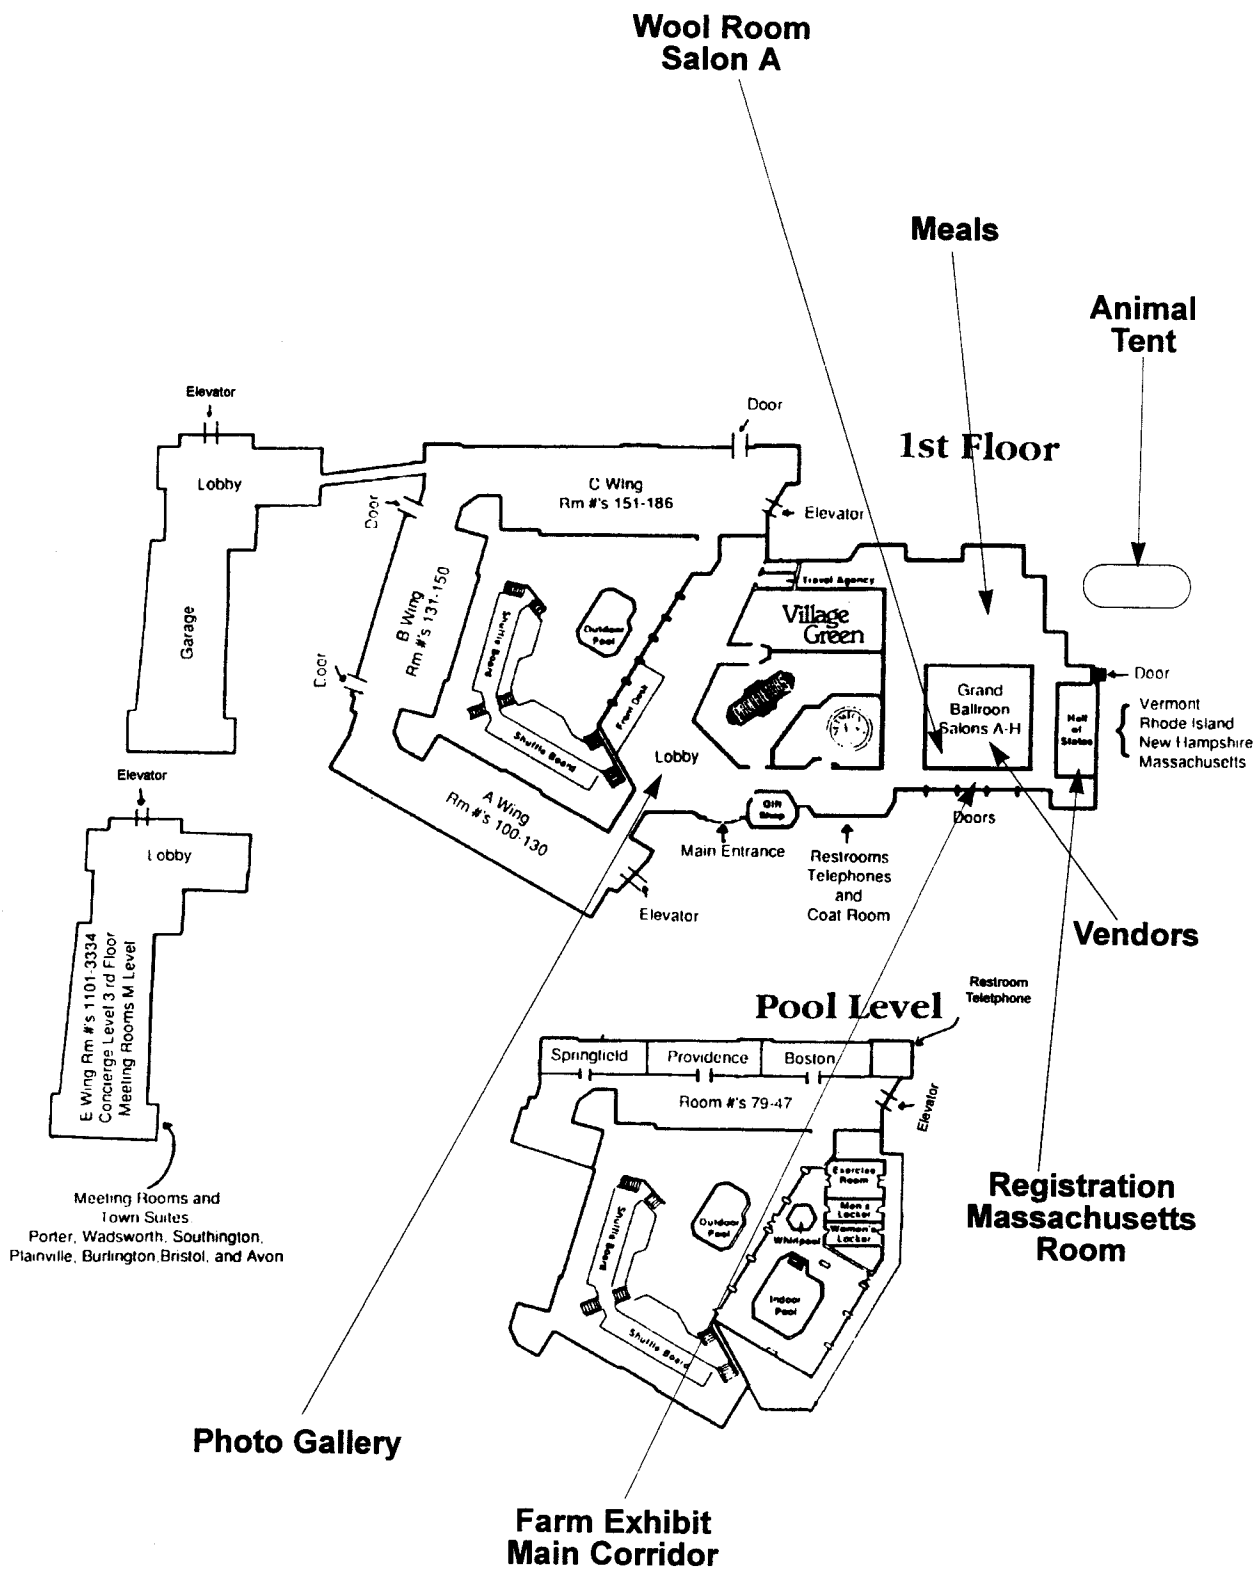 Wool Room
Salon A
Meals
Animal
Tent
1st Floor
Elevator
Lobby
Garage
Door
C Wing
Rm #'s 151-186
Door
Elevator
B Wing
Rm #'s 131-150
Door
Travel Agency
Village
Green
Outdoor
Pool
Shuffle Board
Shuffle Board
Front Desk
Lobby
Grand
Ballroon
Salons A-H
Hall
of
States
Door
Vermont
Rhode Island
New Hampshire
Massachusetts
A Wing
Rm #'s 100-130
Gift
Shop
Main Entrance
Restrooms
Telephones
and
Coat Room
Doors
Elevator
Vendors
Elevator
Lobby
E Wing Rm #'s 1101-3334
Concierge Level 3 rd Floor
Meeting Rooms M Level
Meeting Rooms and
Town Suites
Porter, Wadsworth, Southington,
Plainville, Burlington,Bristol, and Avon
Pool Level
Restroom
Teletphone
Springfield
Providence
Boston
Room #'s 79-47
Elevator
Exercise
Room
Men's
Locker
Women's
Locker
Whirlpool
Outdoor
Pool
Indoor
Pool
Shuffle Board
Shuffle Board
Registration
Massachusetts
Room
Photo Gallery
Farm Exhibit
Main Corridor